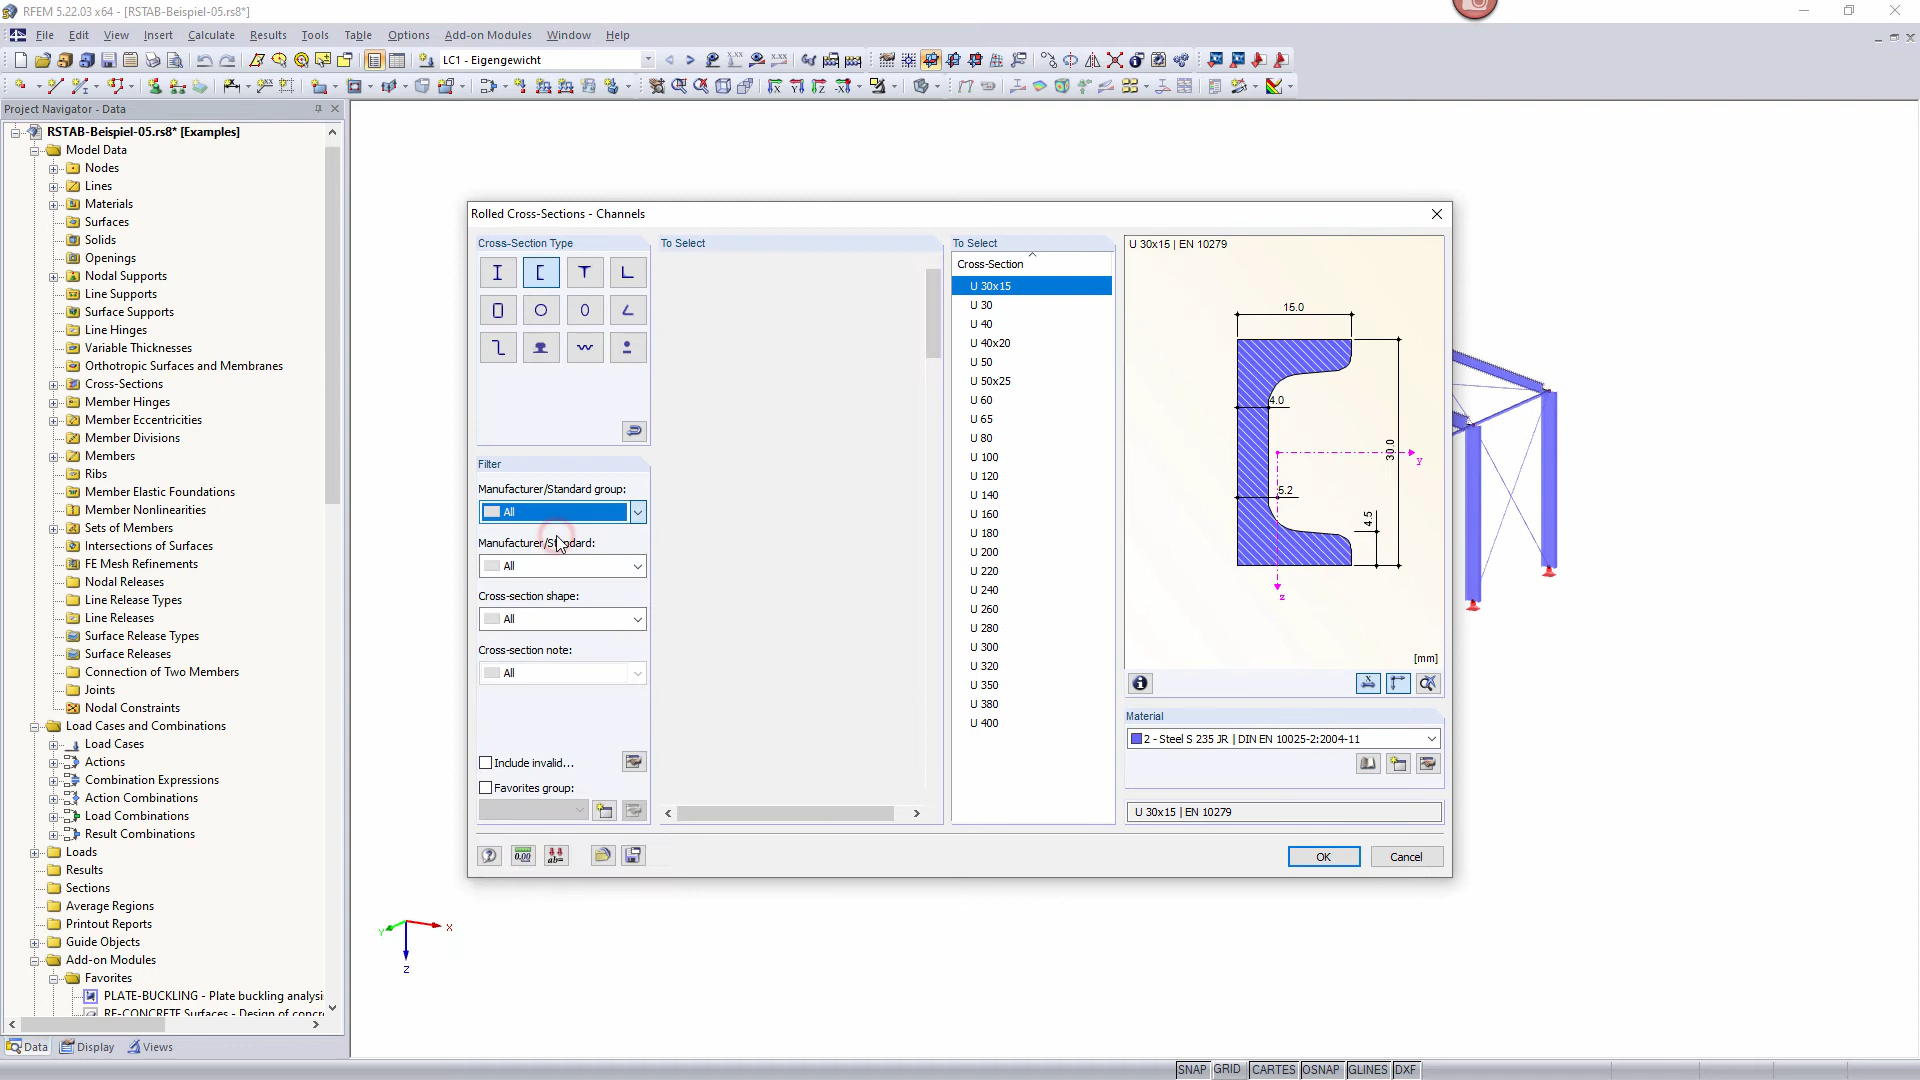 RFEM 5.22.03 x64 - [RSTAB-Beispiel-05.rs8*]
File Edit View Insert Calculate Results Tools Table Options Add-on Modules Window Help
LC1 - Eigengewicht
Project Navigator - Data
RSTAB-Beispiel-05.rs8* [Examples]
Model Data
Nodes
Lines
Materials
Surfaces
Solids
Openings
Nodal Supports
Line Supports
Surface Supports
Line Hinges
Variable Thicknesses
Orthotropic Surfaces and Membranes
Cross-Sections
Member Hinges
Member Eccentricities
Member Divisions
Members
Ribs
Member Elastic Foundations
Member Nonlinearities
Sets of Members
Intersections of Surfaces
FE Mesh Refinements
Nodal Releases
Line Release Types
Line Releases
Surface Release Types
Surface Releases
Connection of Two Members
Joints
Nodal Constraints
Load Cases and Combinations
Load Cases
Actions
Combination Expressions
Action Combinations
Load Combinations
Result Combinations
Loads
Results
Sections
Average Regions
Printout Reports
Guide Objects
Add-on Modules
Favorites
PLATE-BUCKLING - Plate buckling analysi
RF-CONCRETE Surfaces - Design of concr
Data Display Views
Rolled Cross-Sections - Channels
Cross-Section Type
Filter
Manufacturer/Standard group:
All
Manufacturer/Standard:
All
Cross-section shape:
All
Cross-section note:
All
Include invalid...
Favorites group:
To Select
To Select
Cross-Section
U 30x15
U 30
U 40
U 40x20
U 50
U 50x25
U 60
U 65
U 80
U 100
U 120
U 140
U 160
U 180
U 200
U 220
U 240
U 260
U 280
U 300
U 320
U 350
U 380
U 400
U 30x15 | EN 10279
15.0
4.0
30.0
y
5.2
4.5
z
[mm]
Material
2 - Steel S 235 JR | DIN EN 10025-2:2004-11
U 30x15 | EN 10279
OK
Cancel
X
Y
Z
SNAP GRID CARTES OSNAP GLINES DXF